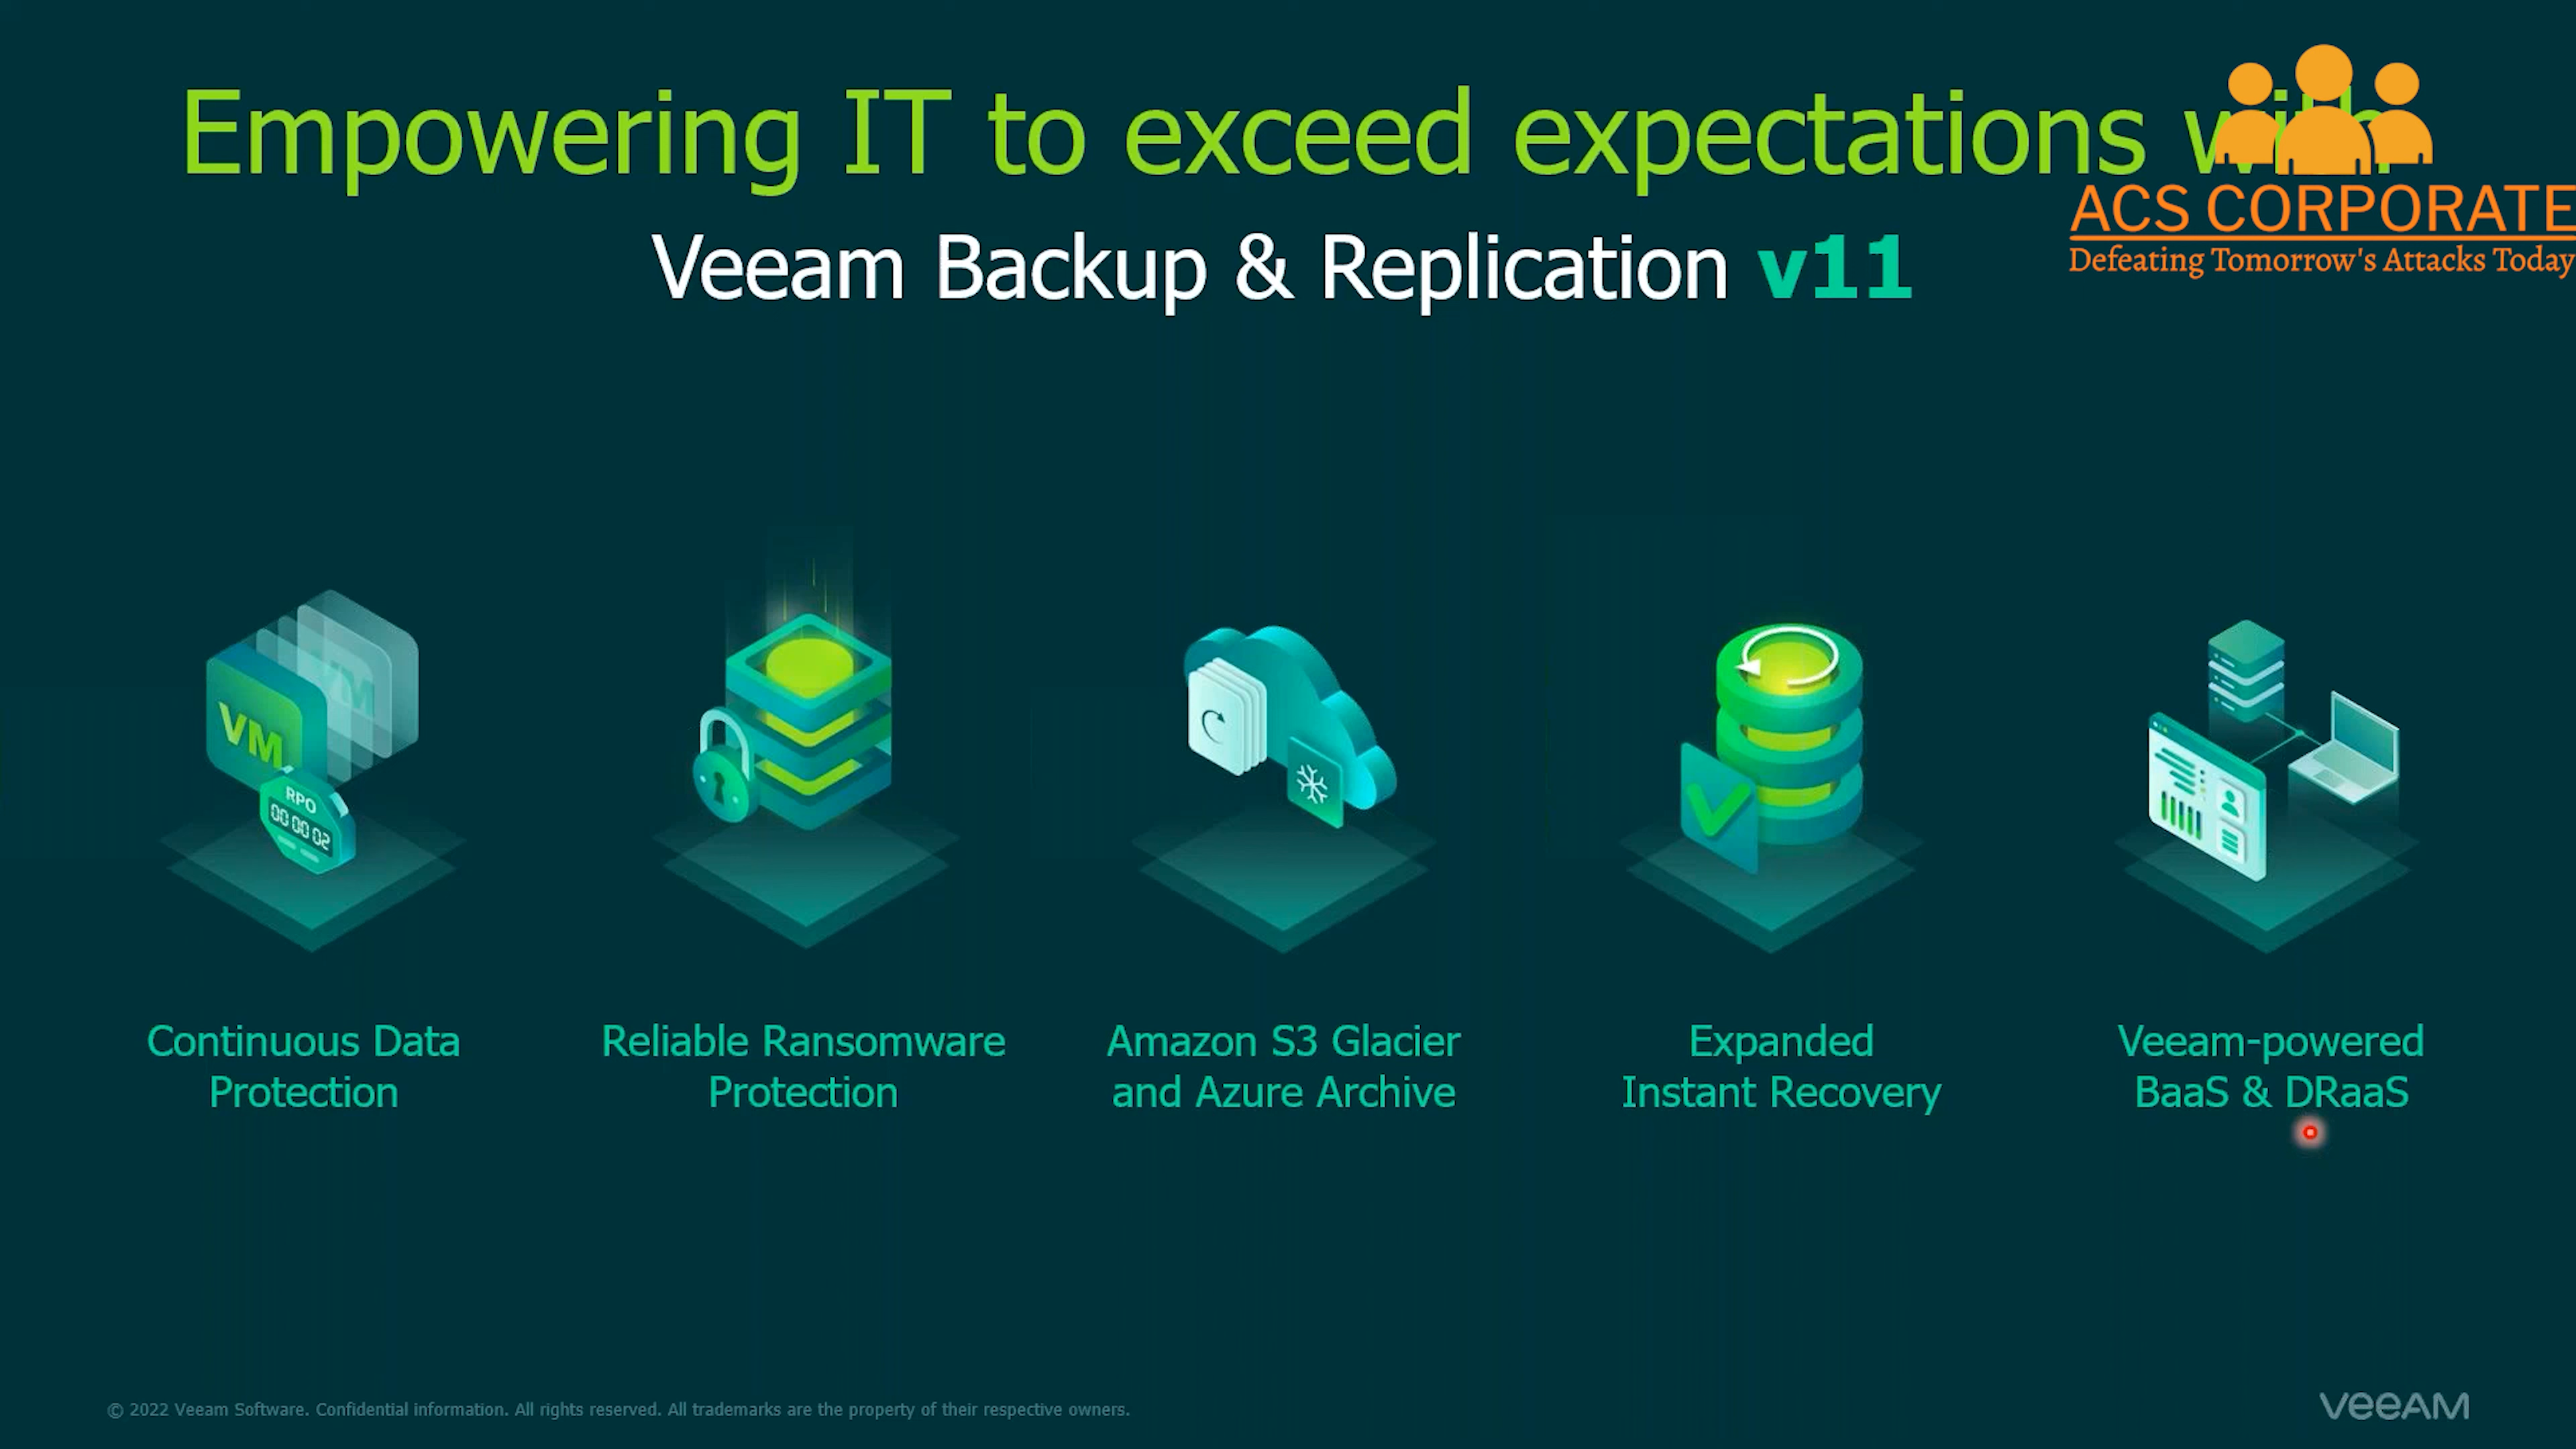 Empowering IT to exceed expectations with
ACS CORPORATE
Defeating Tomorrow's Attacks Today
Veeam Backup & Replication v11
VM
VM
RPO
00 00 02
Continuous Data
Protection
Reliable Ransomware
Protection
Amazon S3 Glacier
and Azure Archive
Expanded
Instant Recovery
Veeam-powered
BaaS & DRaaS
© 2022 Veeam Software. Confidential information. All rights reserved. All trademarks are the property of their respective owners.
veeAM